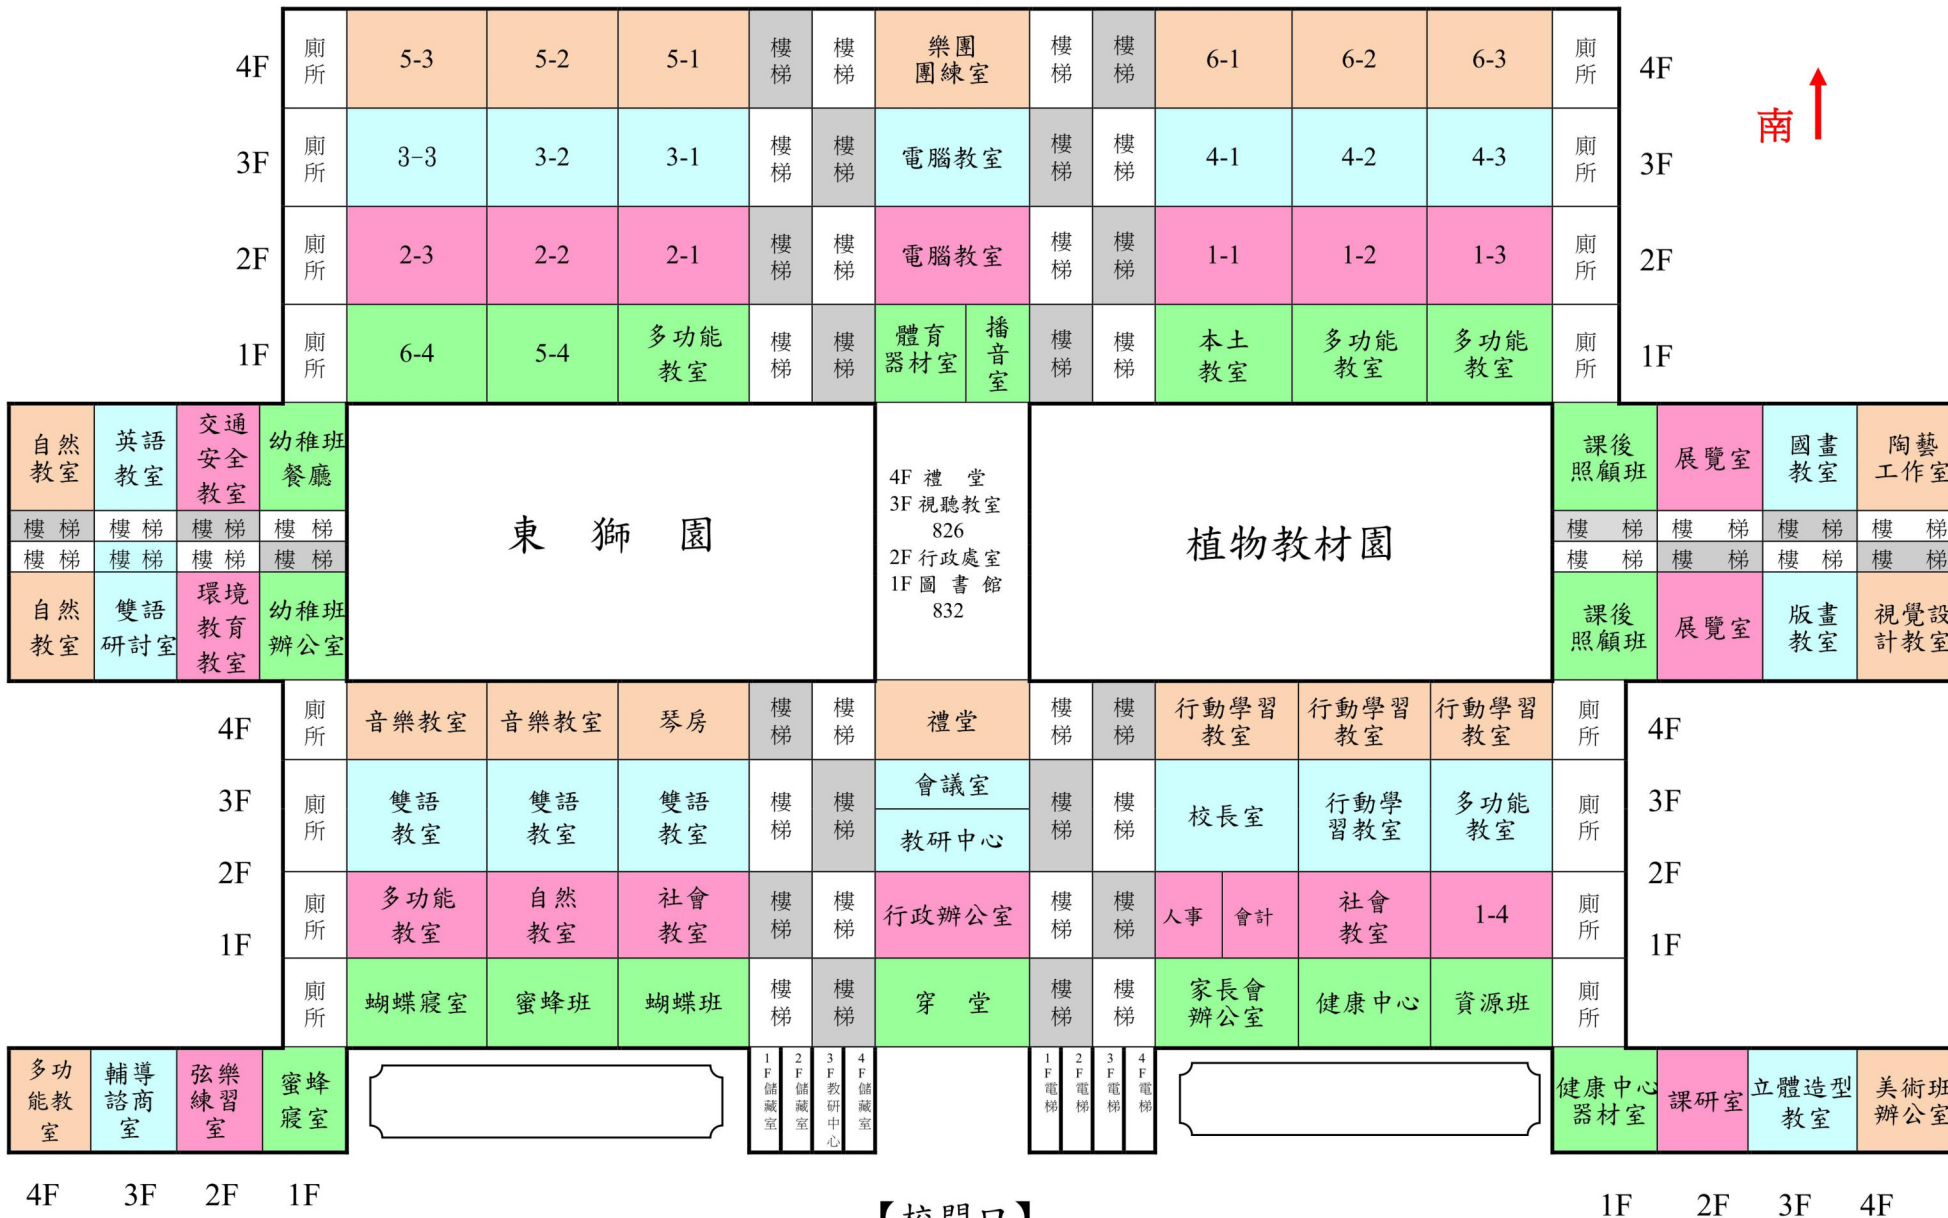 4F 廁所 5-3 5-2 5-1 樓梯 樓梯 樂團團練室 樓梯 樓梯 6-1 6-2 6-3 廁所 4F
南
3F 廁所 3-3 3-2 3-1 樓梯 樓梯 電腦教室 樓梯 樓梯 4-1 4-2 4-3 廁所 3F
2F 廁所 2-3 2-2 2-1 樓梯 樓梯 電腦教室 樓梯 樓梯 1-1 1-2 1-3 廁所 2F
1F 廁所 6-4 5-4 多功能教室 樓梯 樓梯 體育器材室 播音室 樓梯 樓梯 本土教室 多功能教室 多功能教室 廁所 1F
自然教室 英語教室 交通安全教室 幼稚班餐廳
樓梯 樓梯 樓梯 樓梯
樓梯 樓梯 樓梯 樓梯
自然教室 雙語研討室 環境教育教室 幼稚班辦公室
東獅園
4F 禮堂
3F 視聽教室
826
2F 行政處室
1F 圖書館
832
植物教材園
課後照顧班 展覽室 國畫教室 陶藝工作室
樓梯 樓梯 樓梯 樓梯
樓梯 樓梯 樓梯 樓梯
課後照顧班 展覽室 版畫教室 視覺設計教室
4F 廁所 音樂教室 音樂教室 琴房 樓梯 樓梯 禮堂 樓梯 樓梯 行動學習教室 行動學習教室 行動學習教室 廁所 4F
3F 廁所 雙語教室 雙語教室 雙語教室 樓梯 樓梯 會議室 教研中心 樓梯 樓梯 校長室 行動學習教室 多功能教室 廁所 3F
2F 廁所 多功能教室 自然教室 社會教室 樓梯 樓梯 行政辦公室 樓梯 樓梯 人事 會計 社會教室 1-4 廁所 2F
1F 廁所 蝴蝶寢室 蜜蜂班 蝴蝶班 樓梯 樓梯 穿堂 樓梯 樓梯 家長會辦公室 健康中心 資源班 廁所 1F
多功能教室 輔導諮商室 弦樂練習室 蜜蜂寢室 1F儲藏室 2F儲藏室 3F教研中心 4F儲藏室 1F電梯 2F電梯 3F電梯 4F電梯 健康中心器材室 課研室 立體造型教室 美術班辦公室
4F 3F 2F 1F 【校門口】 1F 2F 3F 4F